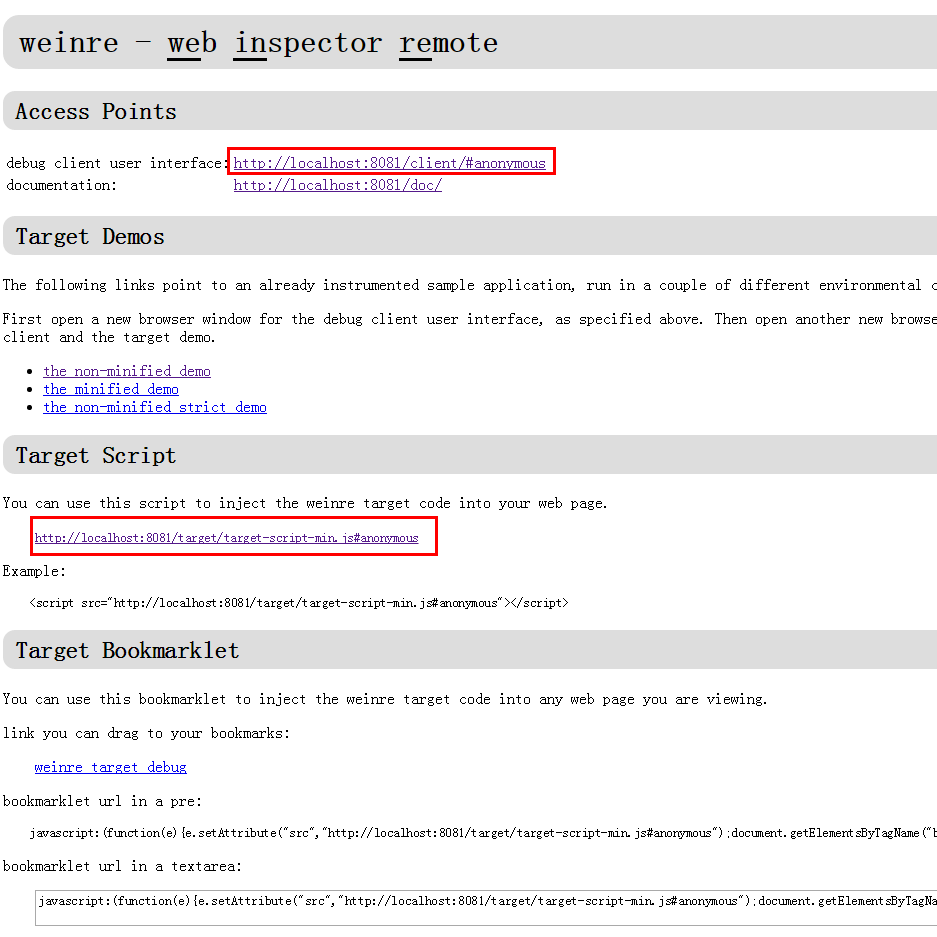 weinre - web inspector remote
Access Points
debug client user interface: http://localhost:8081/client/#anonymous
documentation: http://localhost:8081/doc/
Target Demos
The following links point to an already instrumented sample application, run in a couple of different environmental c
First open a new browser window for the debug client user interface, as specified above. Then open another new browse
client and the target demo.
the non-minified demo
the minified demo
the non-minified strict demo
Target Script
You can use this script to inject the weinre target code into your web page.
http://localhost:8081/target/target-script-min.js#anonymous
Example:
<script src="http://localhost:8081/target/target-script-min.js#anonymous"></script>
Target Bookmarklet
You can use this bookmarklet to inject the weinre target code into any web page you are viewing.
link you can drag to your bookmarks:
weinre target debug
bookmarklet url in a pre:
javascript:(function(e){e.setAttribute("src","http://localhost:8081/target/target-script-min.js#anonymous");document.getElementsByTagName("b
bookmarklet url in a textarea:
javascript:(function(e){e.setAttribute("src","http://localhost:8081/target/target-script-min.js#anonymous");document.getElementsByTagNa